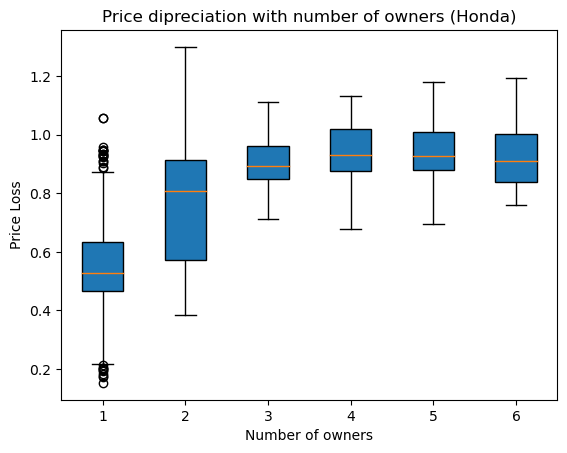 Price dipreciation with number of owners (Honda)
Price Loss
1.2
1.0
0.8
0.6
0.4
0.2
1 2 3 4 5 6
Number of owners